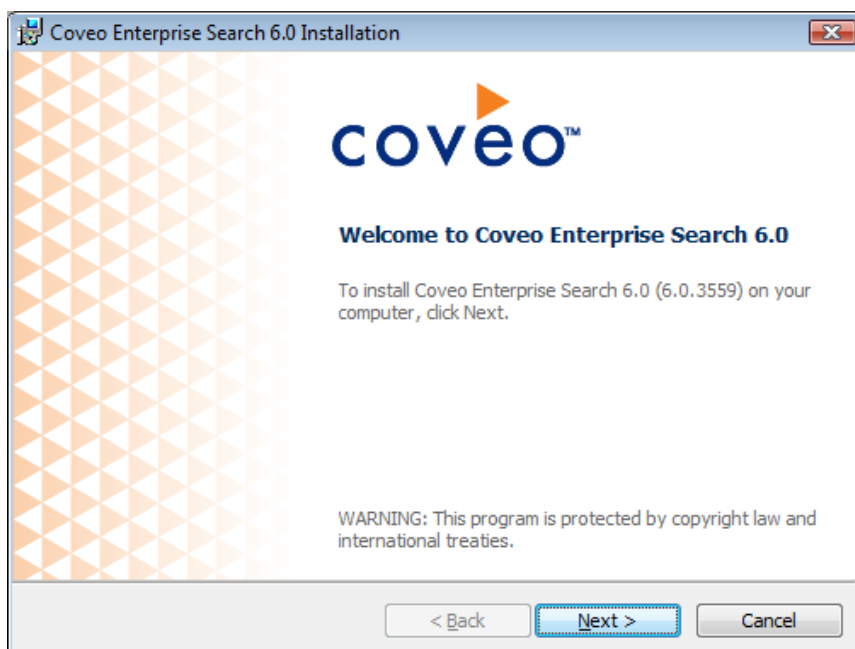 Coveo Enterprise Search 6.0 Installation
coveo™
Welcome to Coveo Enterprise Search 6.0
To install Coveo Enterprise Search 6.0 (6.0.3559) on your
computer, click Next.
WARNING: This program is protected by copyright law and
international treaties.
< Back
Next >
Cancel